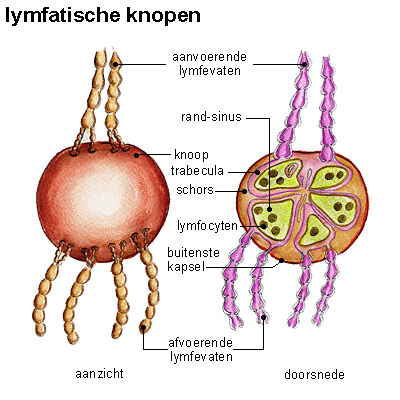 lymfatische knopen
aanvoerende
lymfevaten
rand-sinus
knoop
trabecula
schors
lymfocyten
buitenste
kapsel
afvoerende
lymfevaten
aanzicht
doorsnede